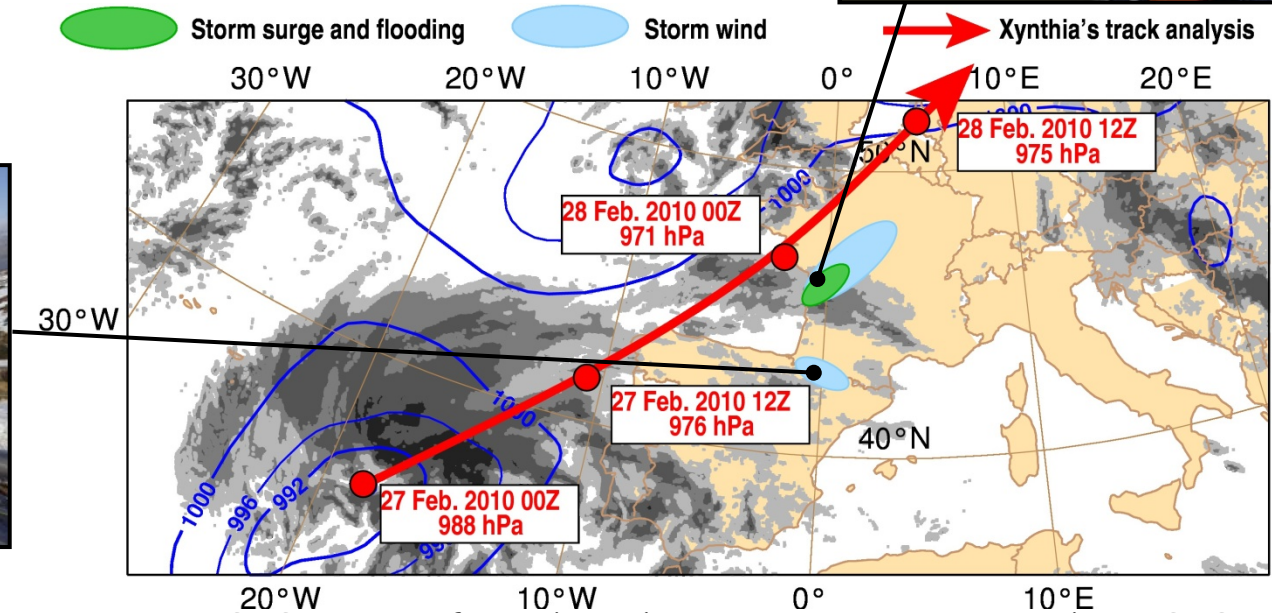 Storm surge and flooding
Storm wind
Xynthia's track analysis
30°W
20°W
10°W
0°
10°E
20°E
28 Feb. 2010 12Z
975 hPa
50°N
1000
28 Feb. 2010 00Z
971 hPa
30°W
27 Feb. 2010 12Z
976 hPa
1000
40°N
1000
996
992
27 Feb. 2010 00Z
988 hPa
20°W
10°W
0°
10°E